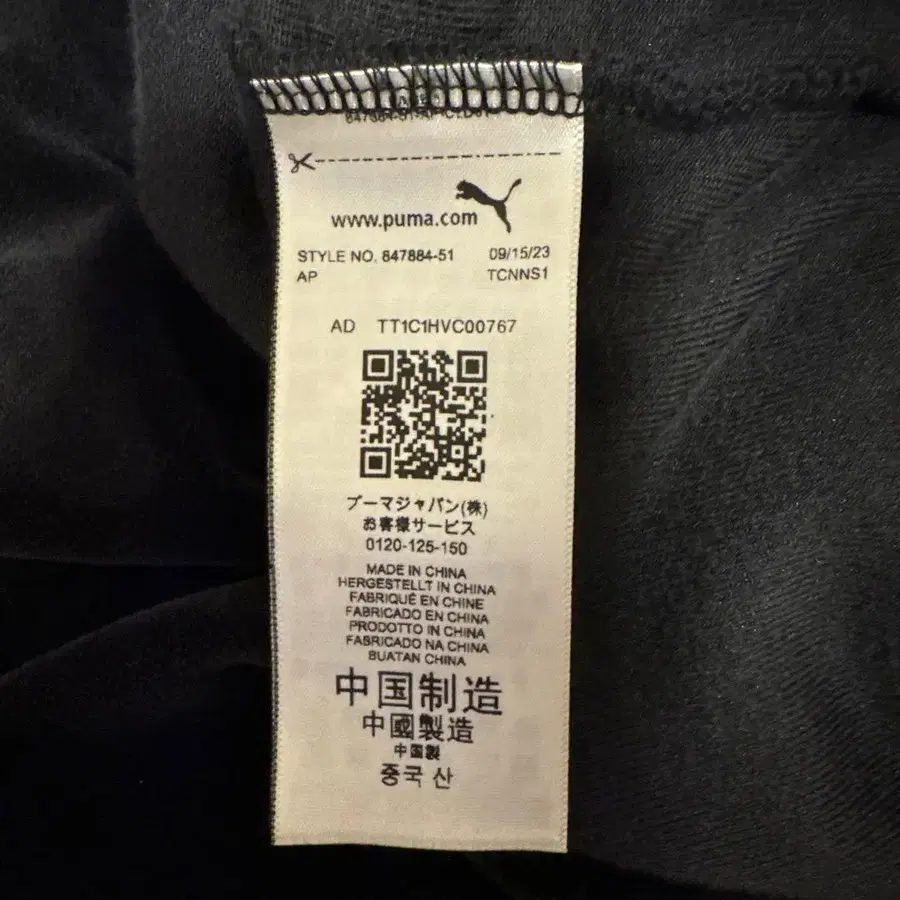 www.puma.com
STYLE NO. 847884-51 09/15/23
AP TCNNS1
AD TT1C1HVC00767
プーマジャパン(株)
お客様サービス
0120-125-150
MADE IN CHINA
HERGESTELLT IN CHINA
FABRIQUÉ EN CHINE
FABRICADO EN CHINA
PRODOTTO IN CHINA
FABRICADO NA CHINA
BUATAN CHINA
中国制造
中國製造
中国製
중국 산